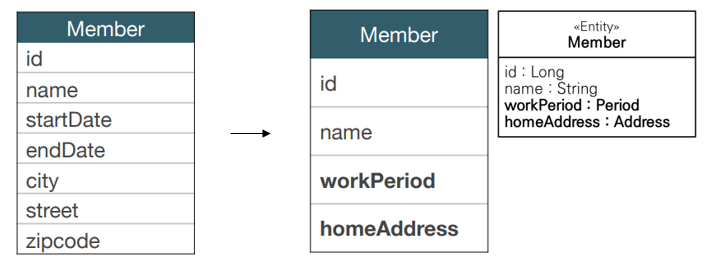 Member
id
name
startDate
endDate
city
street
zipcode
Member
id
name
workPeriod
homeAddress
«Entity»
Member
id : Long
name : String
workPeriod : Period
homeAddress : Address